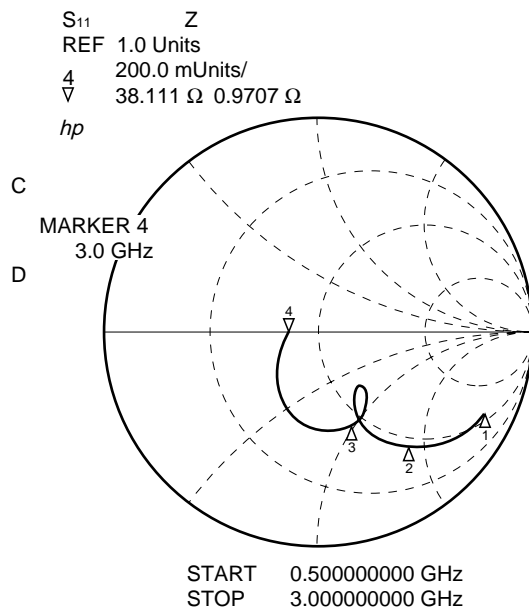 S11 Z
REF 1.0 Units
4 200.0 mUnits/
▽ 38.111 Ω 0.9707 Ω
hp
C
MARKER 4
3.0 GHz
D
4
3
2
1
START 0.500000000 GHz
STOP 3.000000000 GHz